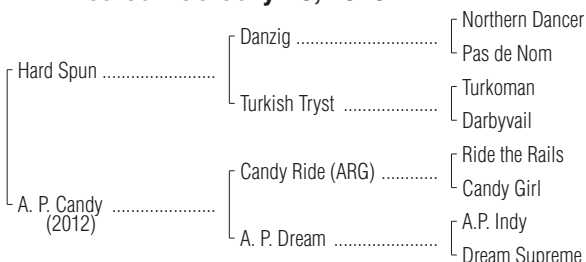 Northern Dancer
Danzig ..............................
Pas de Nom
Hard Spun ........................
Turkoman
Turkish Tryst ....................
Darbyvail
Ride the Rails
Candy Ride (ARG) ............
Candy Girl
A. P. Candy ......................
(2012)
A.P. Indy
A. P. Dream ......................
Dream Supreme